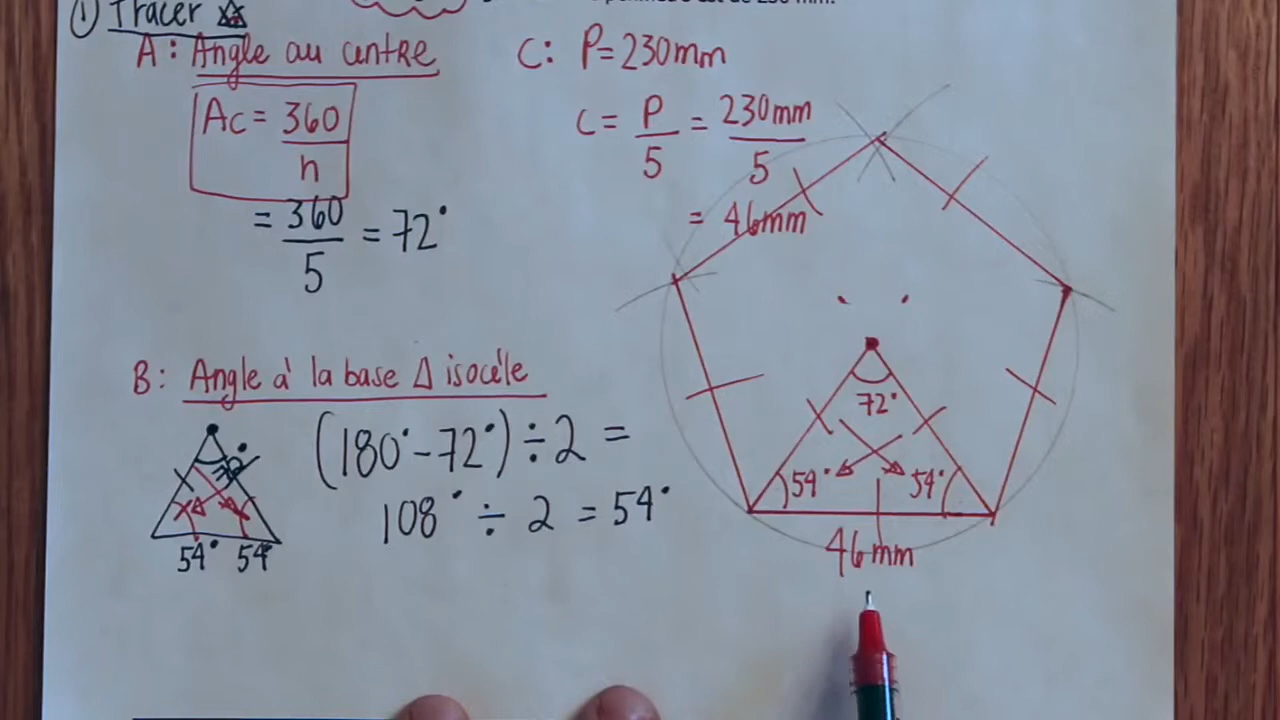 ① Tracer
A: Angle au centre
Ac = 360
n
= 360 = 72°
5
B: Angle à la base Δ isocèle
(180° - 72°) ÷ 2 =
108° ÷ 2 = 54°
54° 54°
C: P = 230mm
C = P = 230mm
5 5
= 46mm
72°
54° 54°
46mm